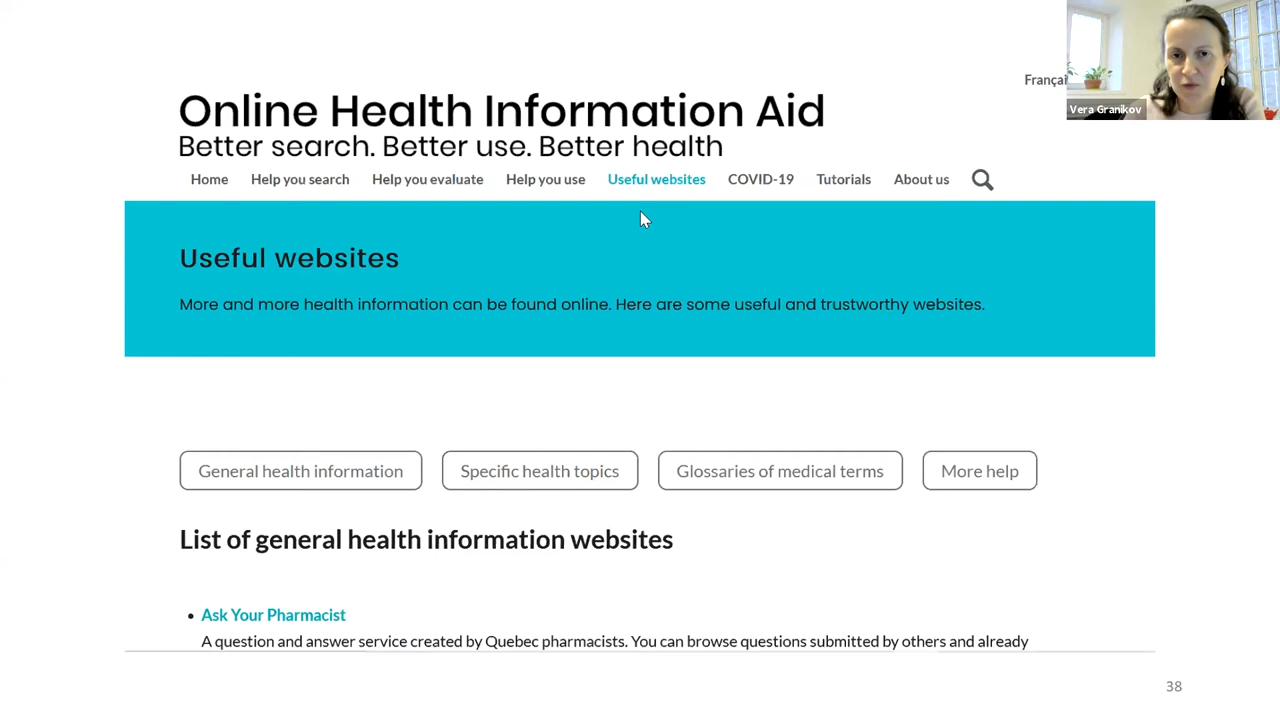 Françai
Vera Granikov
Online Health Information Aid
Better search. Better use. Better health
Home Help you search Help you evaluate Help you use Useful websites COVID-19 Tutorials About us
Useful websites
More and more health information can be found online. Here are some useful and trustworthy websites.
General health information Specific health topics Glossaries of medical terms More help
List of general health information websites
• Ask Your Pharmacist
A question and answer service created by Quebec pharmacists. You can browse questions submitted by others and already
38